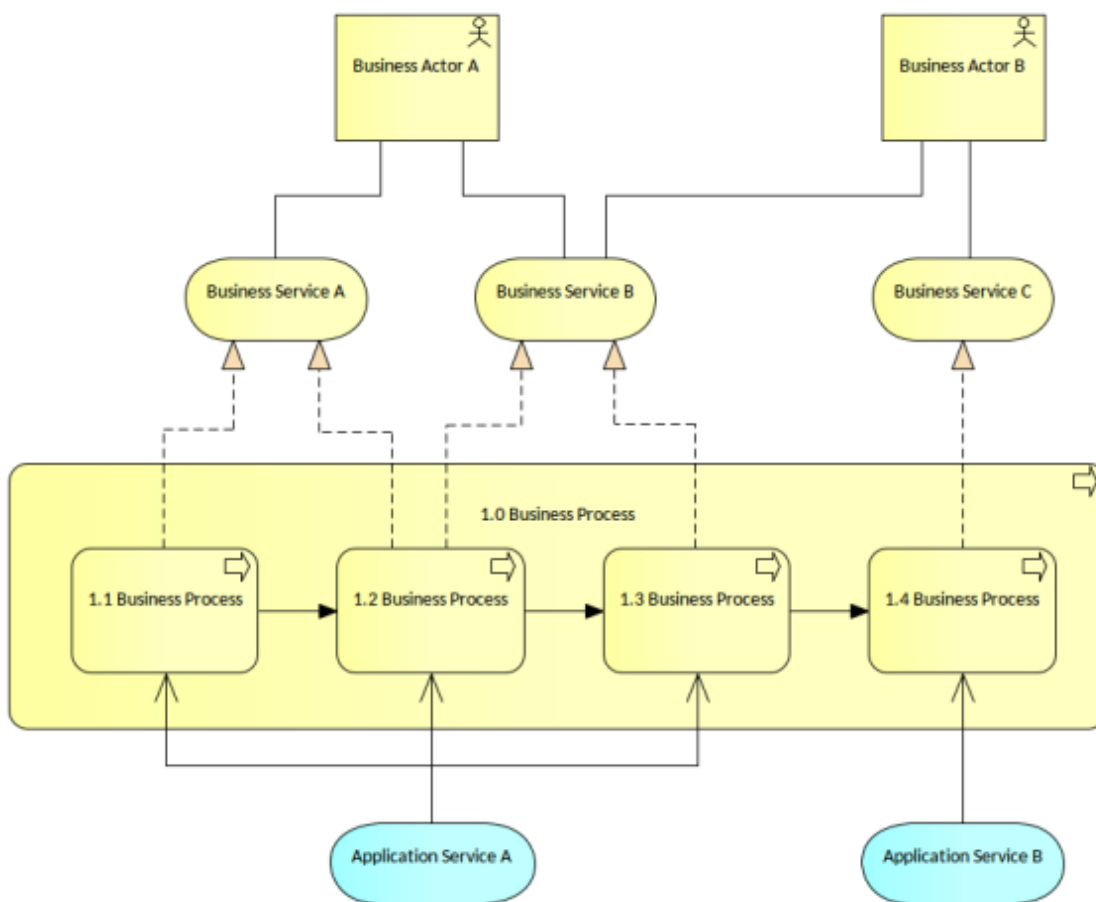 Business Actor A
Business Actor B
Business Service A
Business Service B
Business Service C
1.0 Business Process
1.1 Business Process
1.2 Business Process
1.3 Business Process
1.4 Business Process
Application Service A
Application Service B